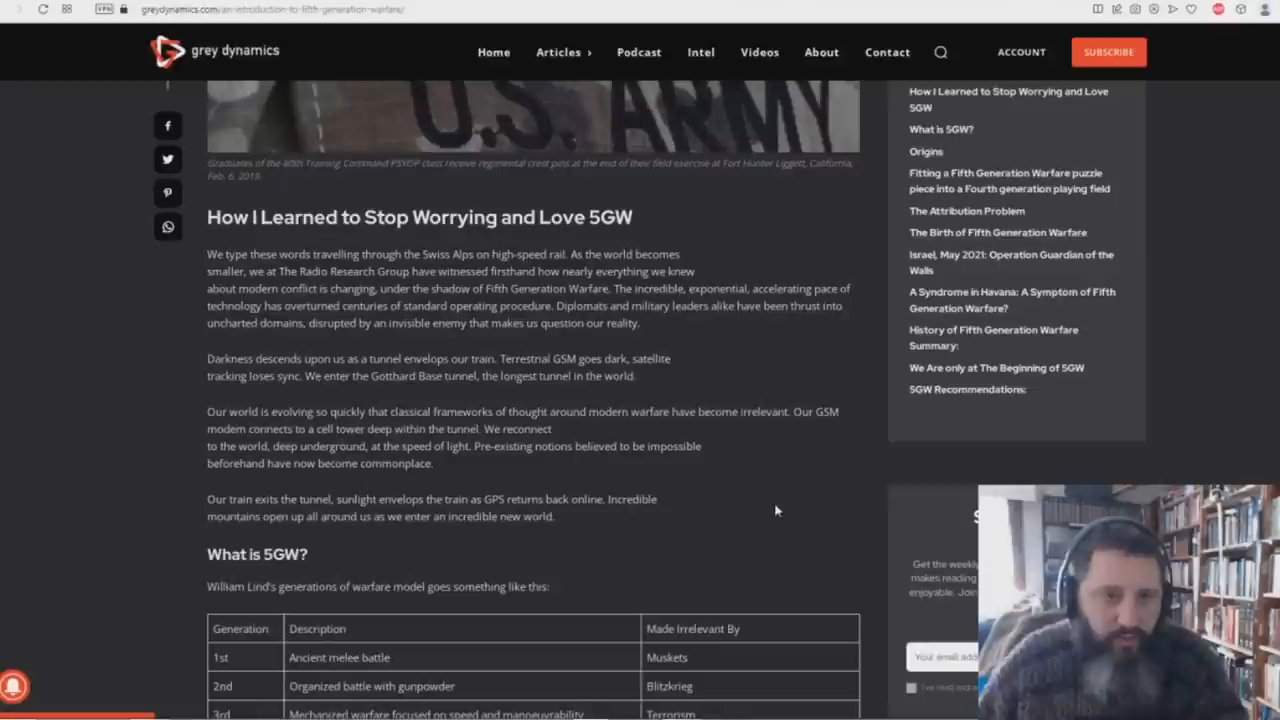 VPN
greydynamics.com/an-introduction-to-fifth-generation-warfare/
grey dynamics
Home
Articles ›
Podcast
Intel
Videos
About
Contact
ACCOUNT
SUBSCRIBE
U.S. ARMY
Graduates of the 80th Training Command PSYOP class receive regimental crest pins at the end of their field exercise at Fort Hunter Liggett, California,
Feb. 6, 2019.
How I Learned to Stop Worrying and Love 5GW
We type these words travelling through the Swiss Alps on high-speed rail. As the world becomes
smaller, we at The Radio Research Group have witnessed firsthand how nearly everything we knew
about modern conflict is changing, under the shadow of Fifth Generation Warfare. The incredible, exponential, accelerating pace of
technology has overturned centuries of standard operating procedure. Diplomats and military leaders alike have been thrust into
uncharted domains, disrupted by an invisible enemy that makes us question our reality.
Darkness descends upon us as a tunnel envelops our train. Terrestrial GSM goes dark, satellite
tracking loses sync. We enter the Gotthard Base tunnel, the longest tunnel in the world.
Our world is evolving so quickly that classical frameworks of thought around modern warfare have become irrelevant. Our GSM
modem connects to a cell tower deep within the tunnel. We reconnect
to the world, deep underground, at the speed of light. Pre-existing notions believed to be impossible
beforehand have now become commonplace.
Our train exits the tunnel, sunlight envelops the train as GPS returns back online. Incredible
mountains open up all around us as we enter an incredible new world.
What is 5GW?
William Lind's generations of warfare model goes something like this:
Generation Description Made Irrelevant By
1st Ancient melee battle Muskets
2nd Organized battle with gunpowder Blitzkrieg
3rd Mechanized warfare focused on speed and manoeuvrability Terrorism
How I Learned to Stop Worrying and Love
5GW
What is 5GW?
Origins
Fitting a Fifth Generation Warfare puzzle
piece into a Fourth generation playing field
The Attribution Problem
The Birth of Fifth Generation Warfare
Israel, May 2021: Operation Guardian of the
Walls
A Syndrome in Havana: A Symptom of Fifth
Generation Warfare?
History of Fifth Generation Warfare
Summary:
We Are only at The Beginning of 5GW
5GW Recommendations:
S
Get the weekly
makes reading
enjoyable. Join
Your email add
I've read and